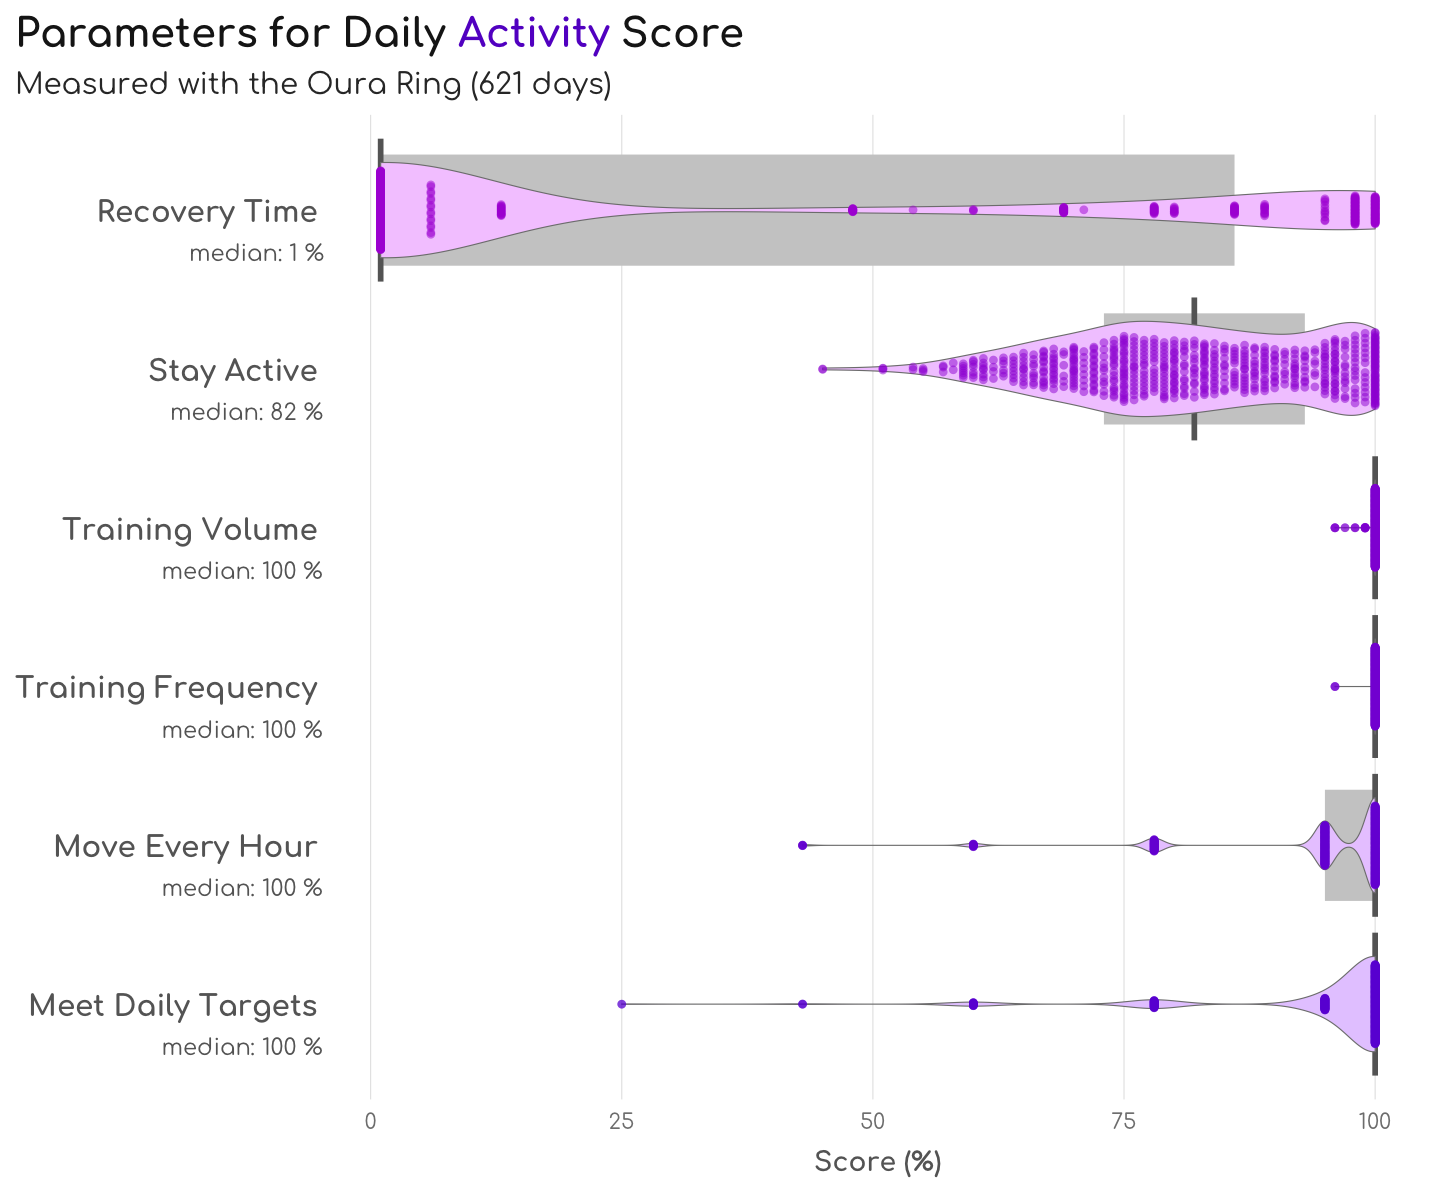 Parameters for Daily Activity Score
Measured with the Oura Ring (621 days)
Recovery Time
median: 1 %
Stay Active
median: 82 %
Training Volume
median: 100 %
Training Frequency
median: 100 %
Move Every Hour
median: 100 %
Meet Daily Targets
median: 100 %
0 25 50 75 100
Score (%)